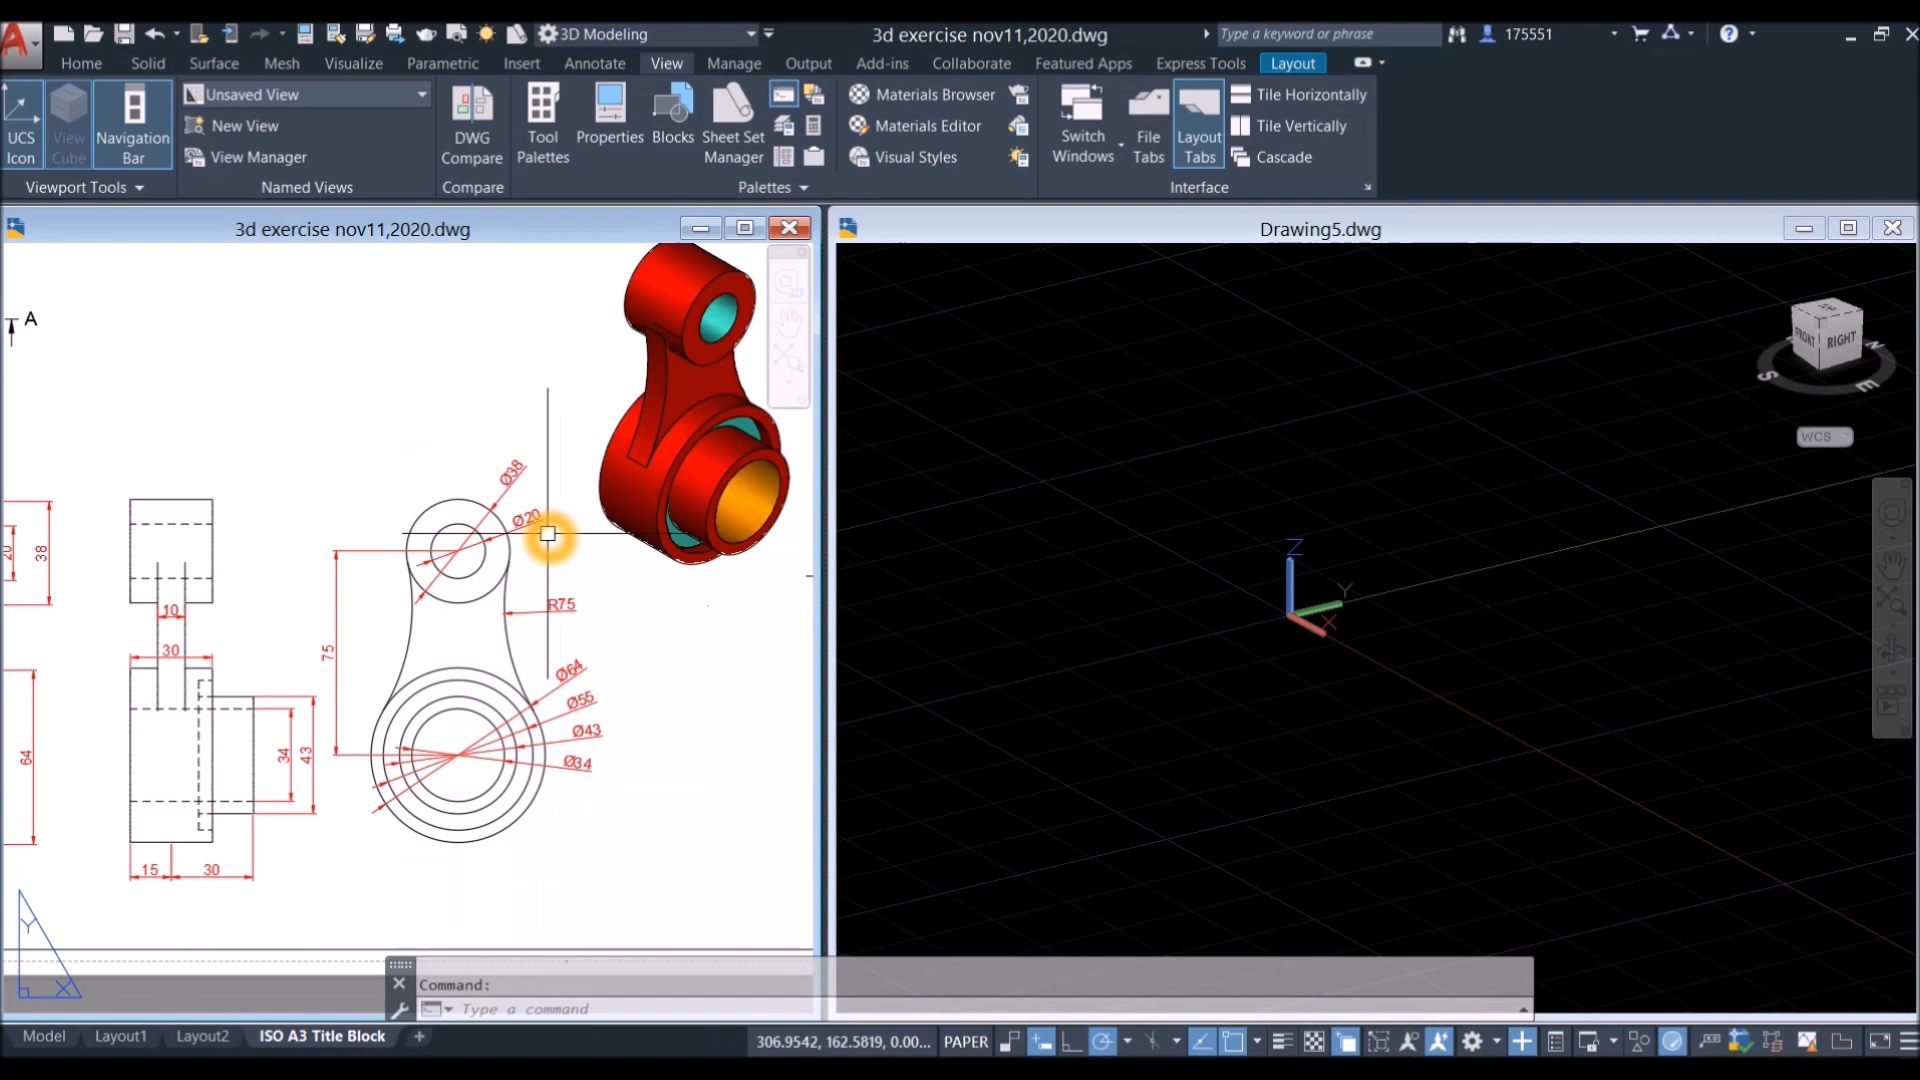 3D Modeling
3d exercise nov11,2020.dwg
Type a keyword or phrase
175551
Home Solid Surface Mesh Visualize Parametric Insert Annotate View Manage Output Add-ins Collaborate Featured Apps Express Tools Layout
UCS Icon
View Cube
Navigation Bar
Unsaved View
New View
View Manager
DWG Compare
Tool Palettes
Properties
Blocks
Sheet Set Manager
Materials Browser
Materials Editor
Visual Styles
Switch Windows
File Tabs
Layout Tabs
Tile Horizontally
Tile Vertically
Cascade
Viewport Tools
Named Views
Compare
Palettes
Interface
3d exercise nov11,2020.dwg
Drawing5.dwg
A
20
38
10
30
64
34
43
15
30
Ø38
Ø20
R75
75
Ø64
Ø55
Ø43
Ø34
Y
X
FRONT
RIGHT
S
E
N
WCS
Z
Y
X
Command:
Type a command
Model Layout1 Layout2 ISO A3 Title Block +
306.9542, 162.5819, 0.00...
PAPER